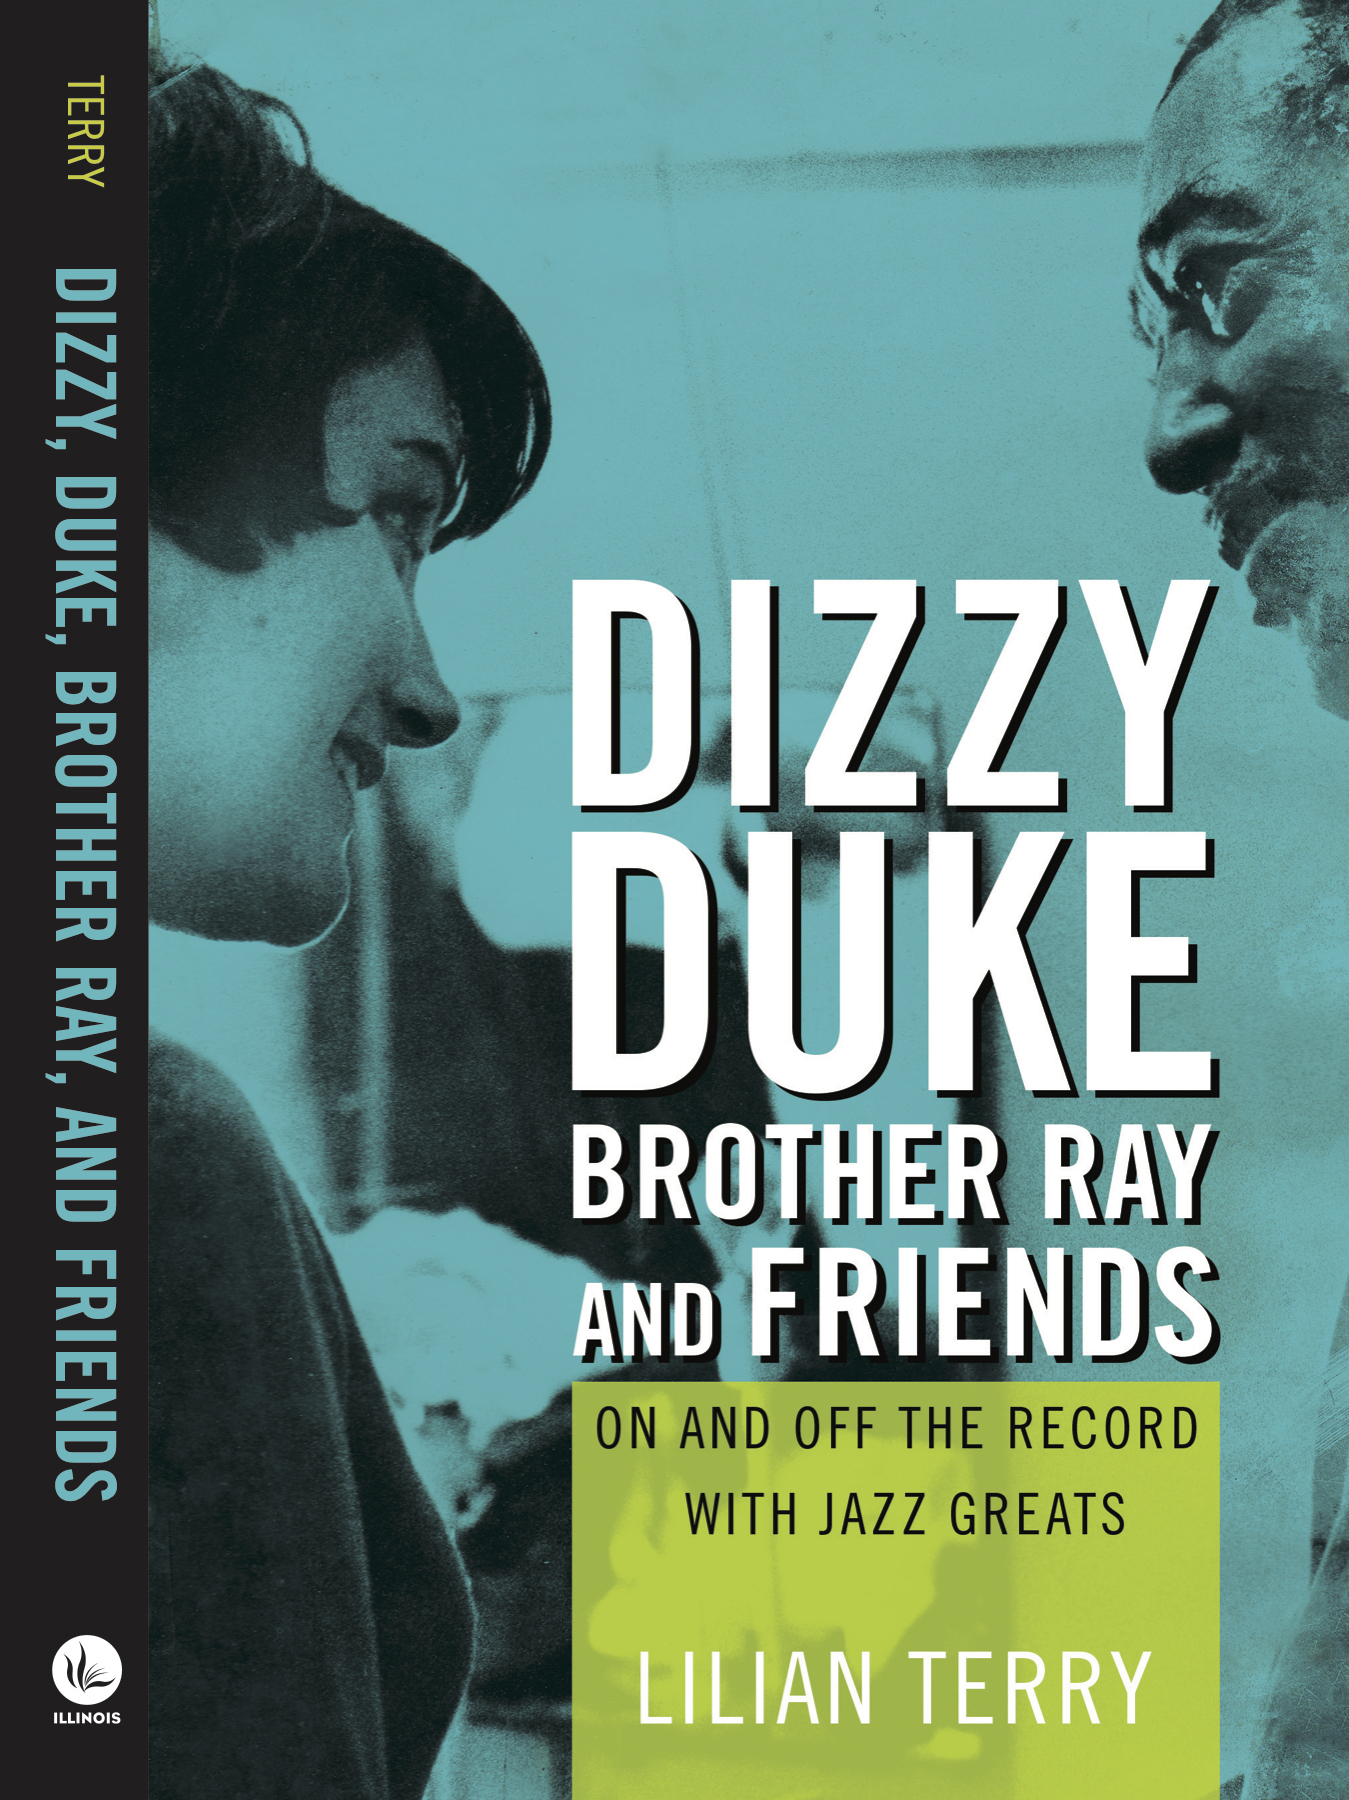 TERRY
DIZZY, DUKE, BROTHER RAY, AND FRIENDS
ILLINOIS
DIZZY
DUKE
BROTHER RAY
AND FRIENDS
ON AND OFF THE RECORD
WITH JAZZ GREATS
LILIAN TERRY